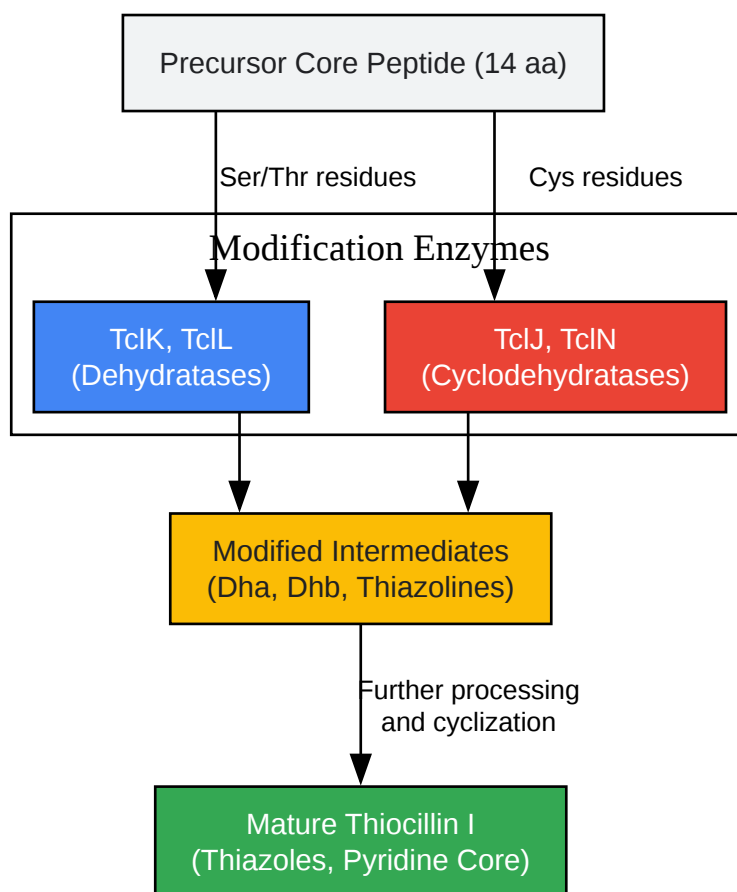 Precursor Core Peptide (14 aa)
Ser/Thr residues
Cys residues
Modification Enzymes
TclK, TclL
(Dehydratases)
TclJ, TclN
(Cyclodehydratases)
Modified Intermediates
(Dha, Dhb, Thiazolines)
Further processing
and cyclization
Mature Thiocillin I
(Thiazoles, Pyridine Core)